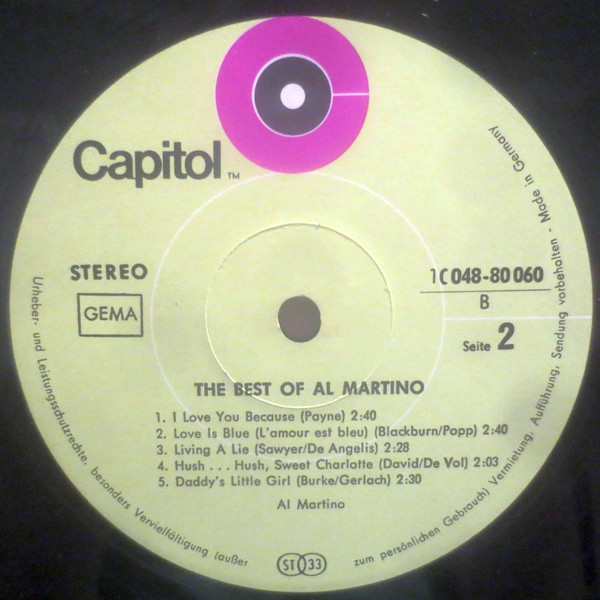 Capitol TM
STEREO
GEMA
1C 048-80 060
B
Seite 2
THE BEST OF AL MARTINO
1. I Love You Because (Payne) 2:40
2. Love Is Blue (L'amour est bleu) (Blackburn/Popp) 2:40
3. Living A Lie (Sawyer/De Angelis) 2:28
4. Hush . . . Hush, Sweet Charlotte (David/De Vol) 2:03
5. Daddy's Little Girl (Burke/Gerlach) 2:30
Al Martino
ST 33
Urheber- und Leistungsschutzrechte, besonders Vervielfältigung (außer zum persönlichen Gebrauch) Vermietung, Aufführung, Sendung vorbehalten - Made in Germany